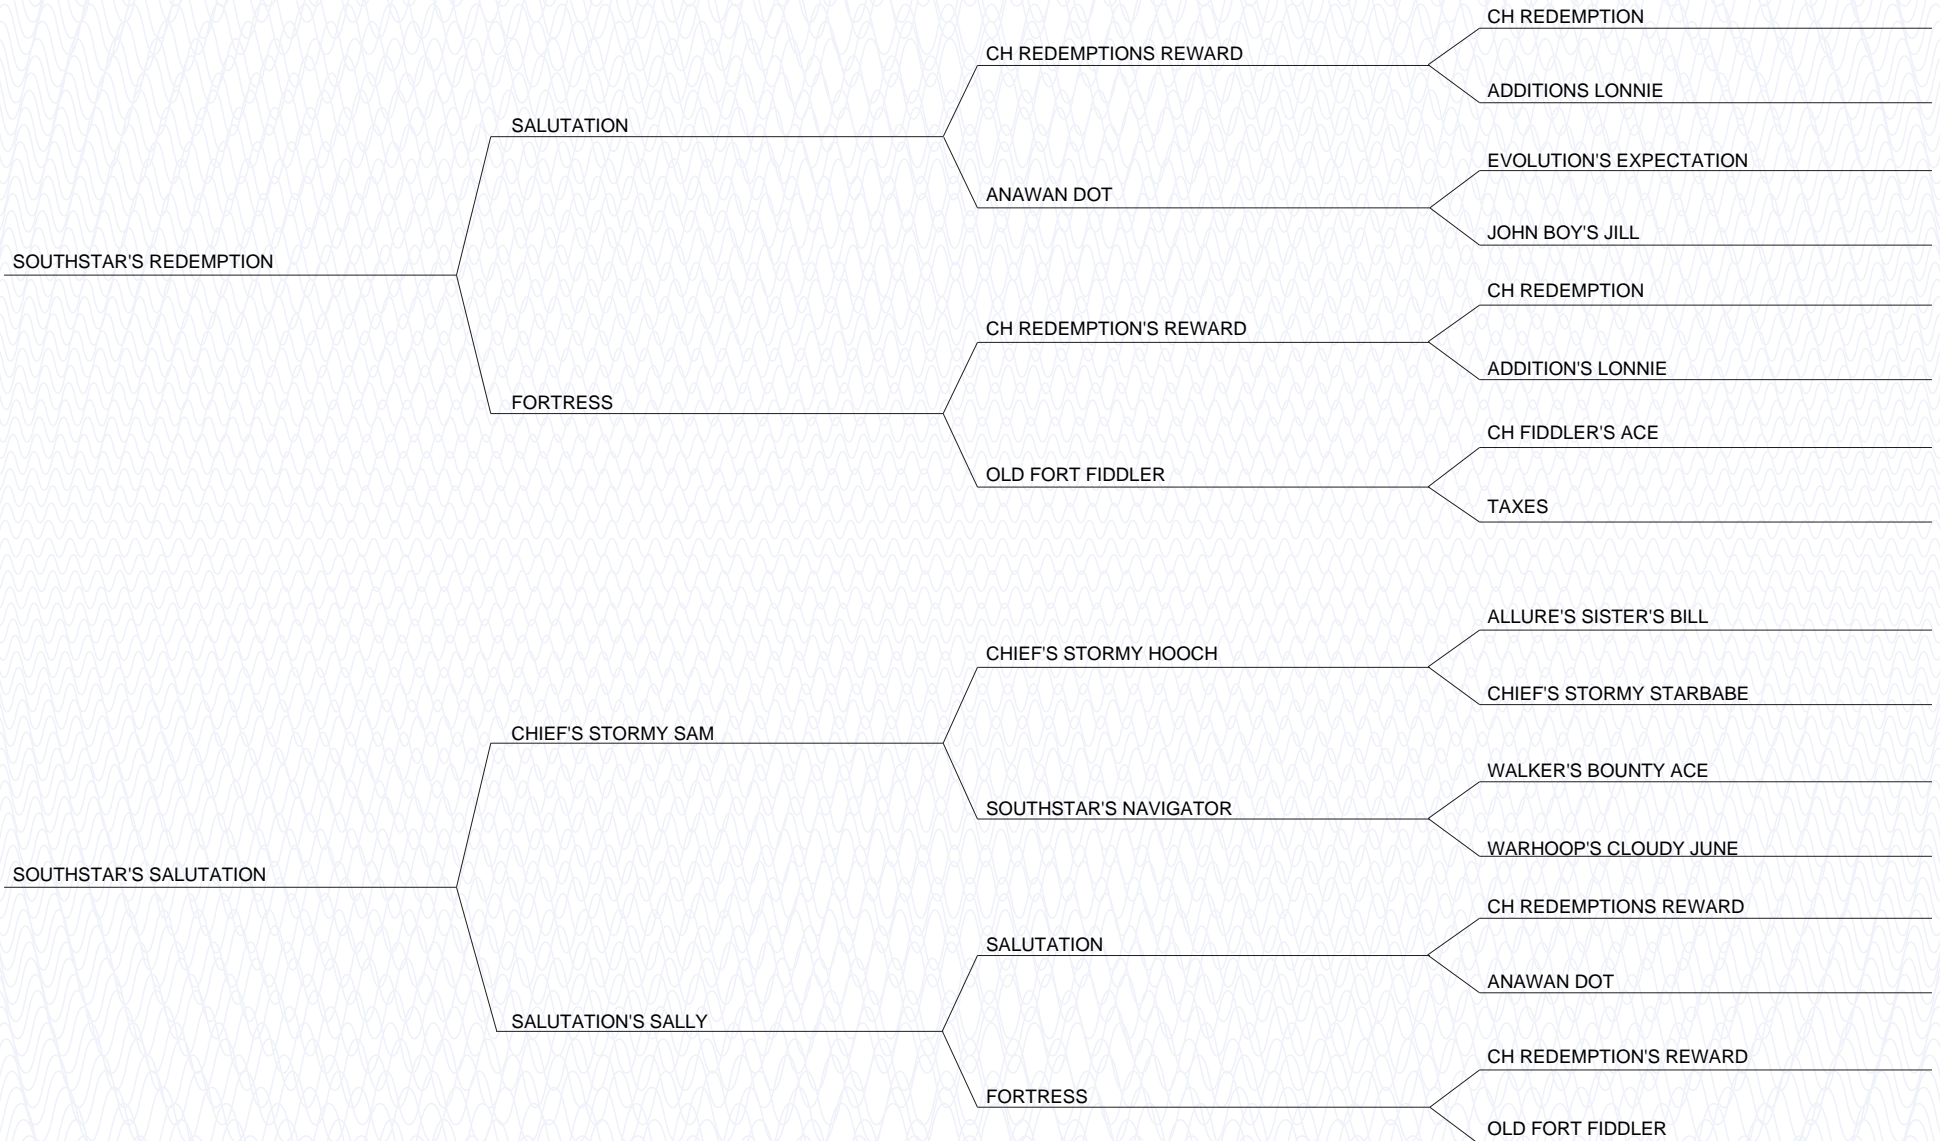 CH REDEMPTION
CH REDEMPTIONS REWARD
ADDITIONS LONNIE
SALUTATION
EVOLUTION'S EXPECTATION
ANAWAN DOT
JOHN BOY'S JILL
SOUTHSTAR'S REDEMPTION
CH REDEMPTION
CH REDEMPTION'S REWARD
ADDITION'S LONNIE
FORTRESS
CH FIDDLER'S ACE
OLD FORT FIDDLER
TAXES
ALLURE'S SISTER'S BILL
CHIEF'S STORMY HOOCH
CHIEF'S STORMY STARBABE
CHIEF'S STORMY SAM
WALKER'S BOUNTY ACE
SOUTHSTAR'S NAVIGATOR
WARHOOP'S CLOUDY JUNE
SOUTHSTAR'S SALUTATION
CH REDEMPTIONS REWARD
SALUTATION
ANAWAN DOT
SALUTATION'S SALLY
CH REDEMPTION'S REWARD
FORTRESS
OLD FORT FIDDLER